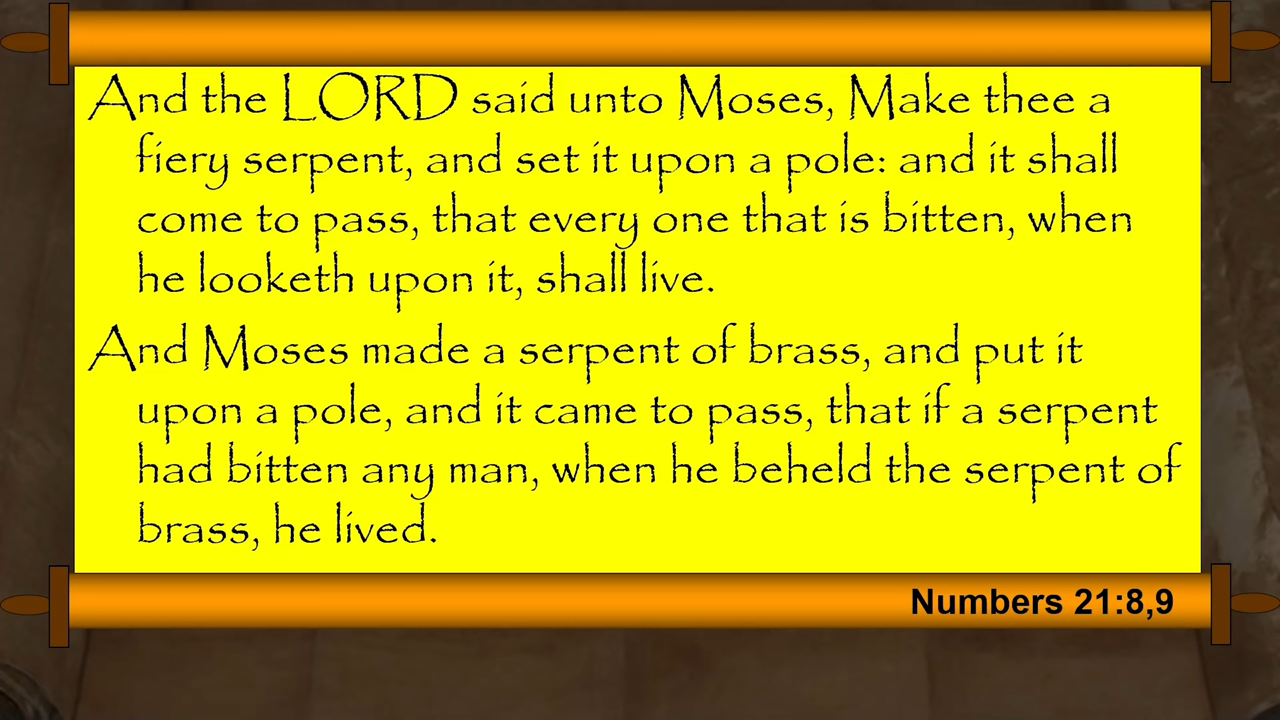 And the LORD said unto Moses, Make thee a
fiery serpent, and set it upon a pole: and it shall
come to pass, that every one that is bitten, when
he looketh upon it, shall live.
And Moses made a serpent of brass, and put it
upon a pole, and it came to pass, that if a serpent
had bitten any man, when he beheld the serpent of
brass, he lived.
Numbers 21:8,9